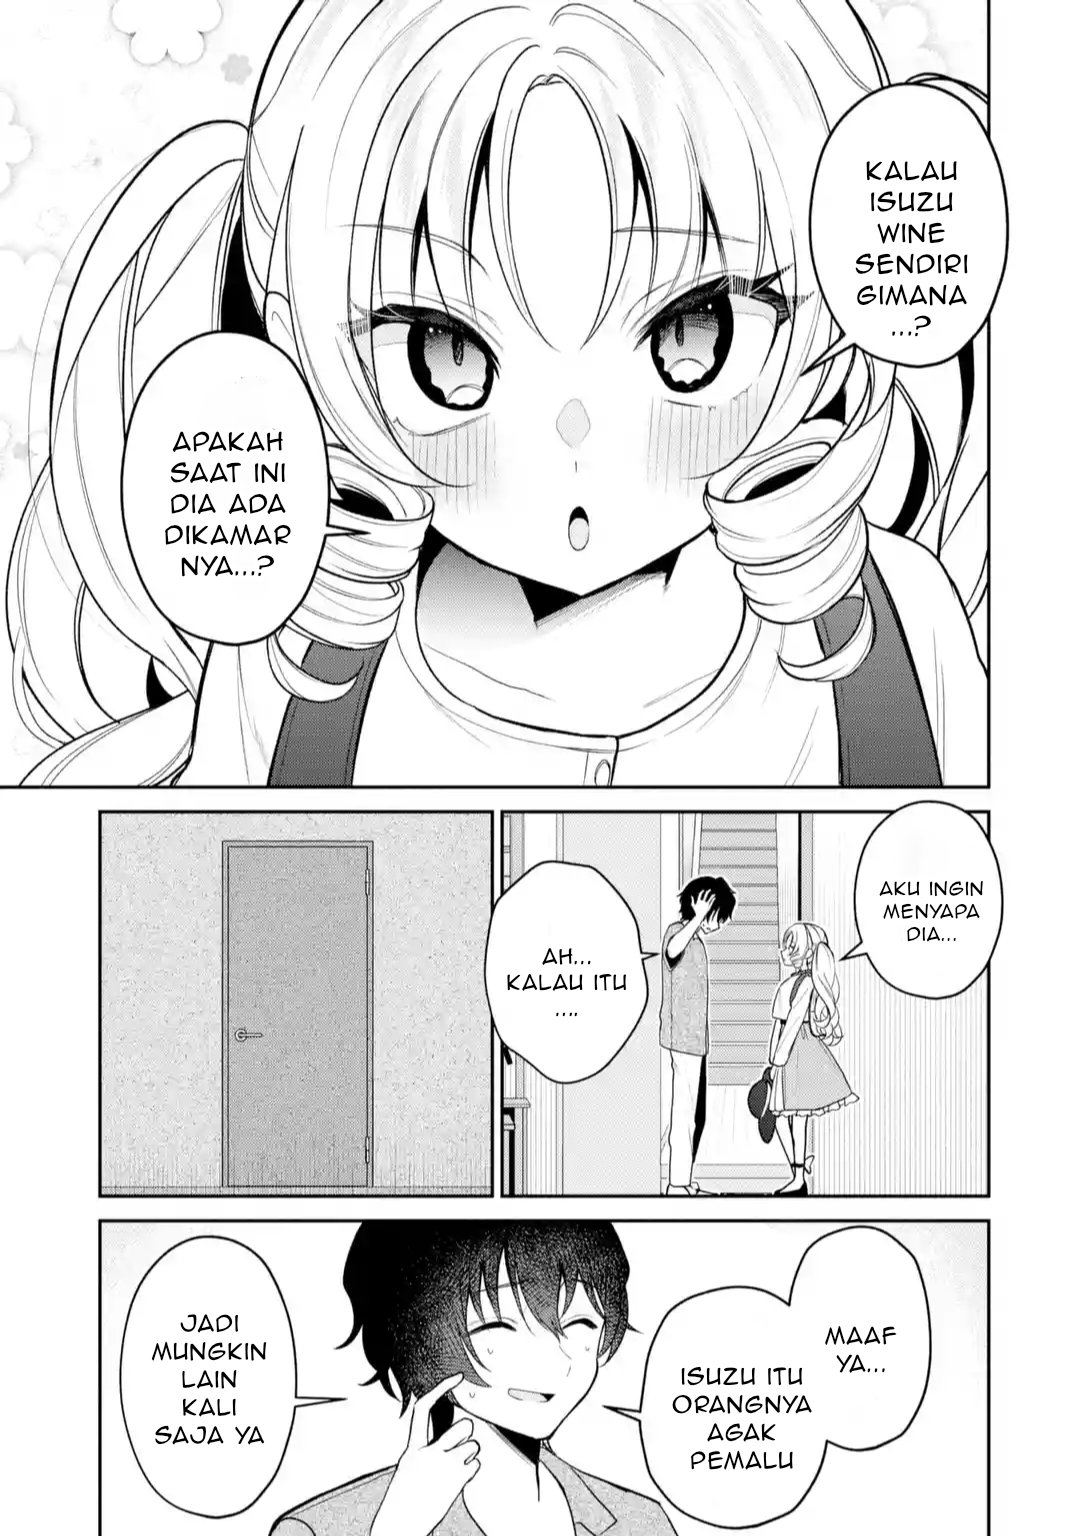 KALAU
ISUZU
WINE
SENDIRI
GIMANA
...?
APAKAH
SAAT INI
DIA ADA
DIKAMAR
NYA...?
AKU INGIN
MENYAPA
DIA...
AH...
KALAU ITU
....
MAAF
YA...
ISUZU ITU
ORANGNYA
AGAK
PEMALU
JADI
MUNGKIN
LAIN
KALI
SAJA YA